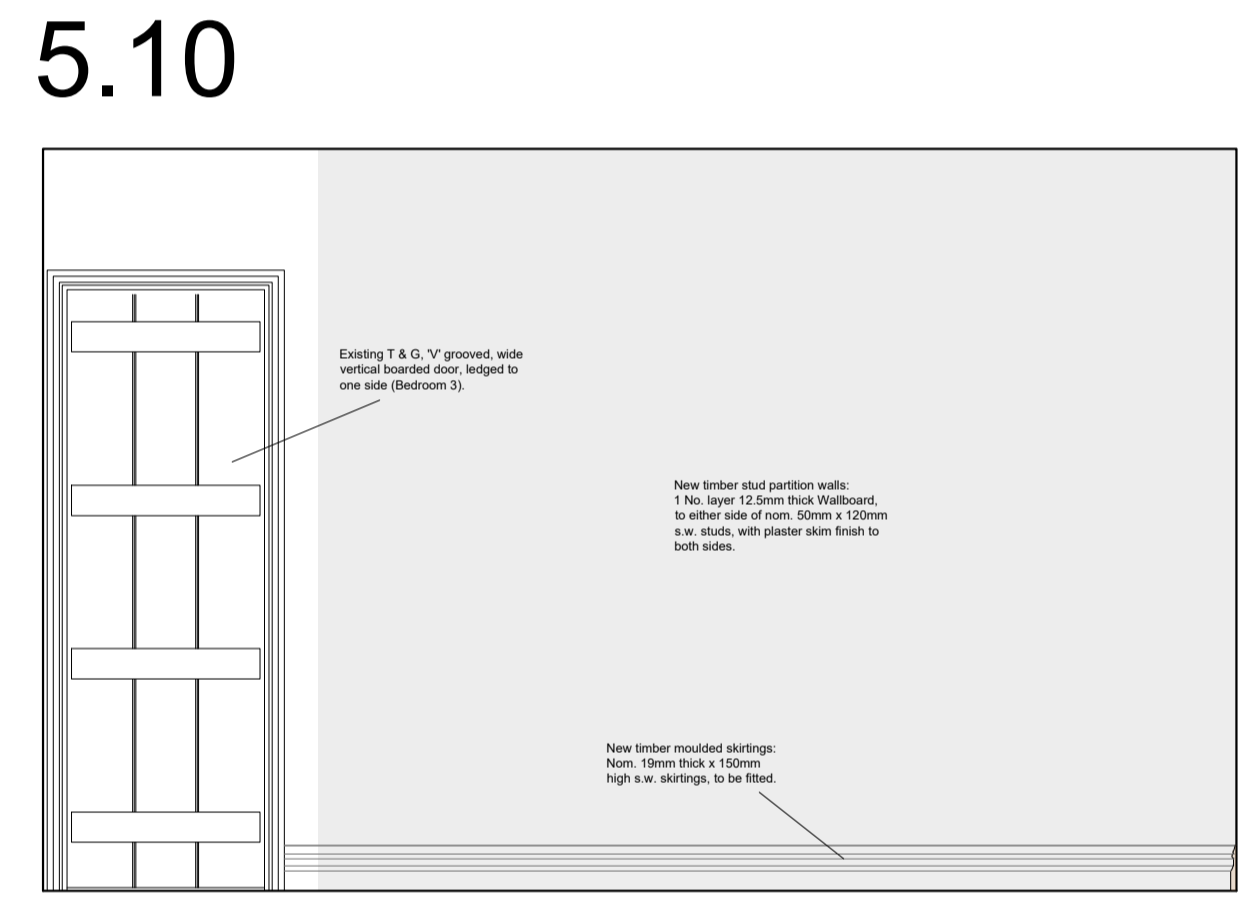 5.10
Existing T & G, 'V' grooved, wide
vertical boarded door, ledged to
one side (Bedroom 3).
New timber stud partition walls:
1 No. layer 12.5mm thick Wallboard,
to either side of nom. 50mm x 120mm
s.w. studs, with plaster skim finish to
both sides.
New timber moulded skirtings:
Nom. 19mm thick x 150mm
high s.w. skirtings, to be fitted.